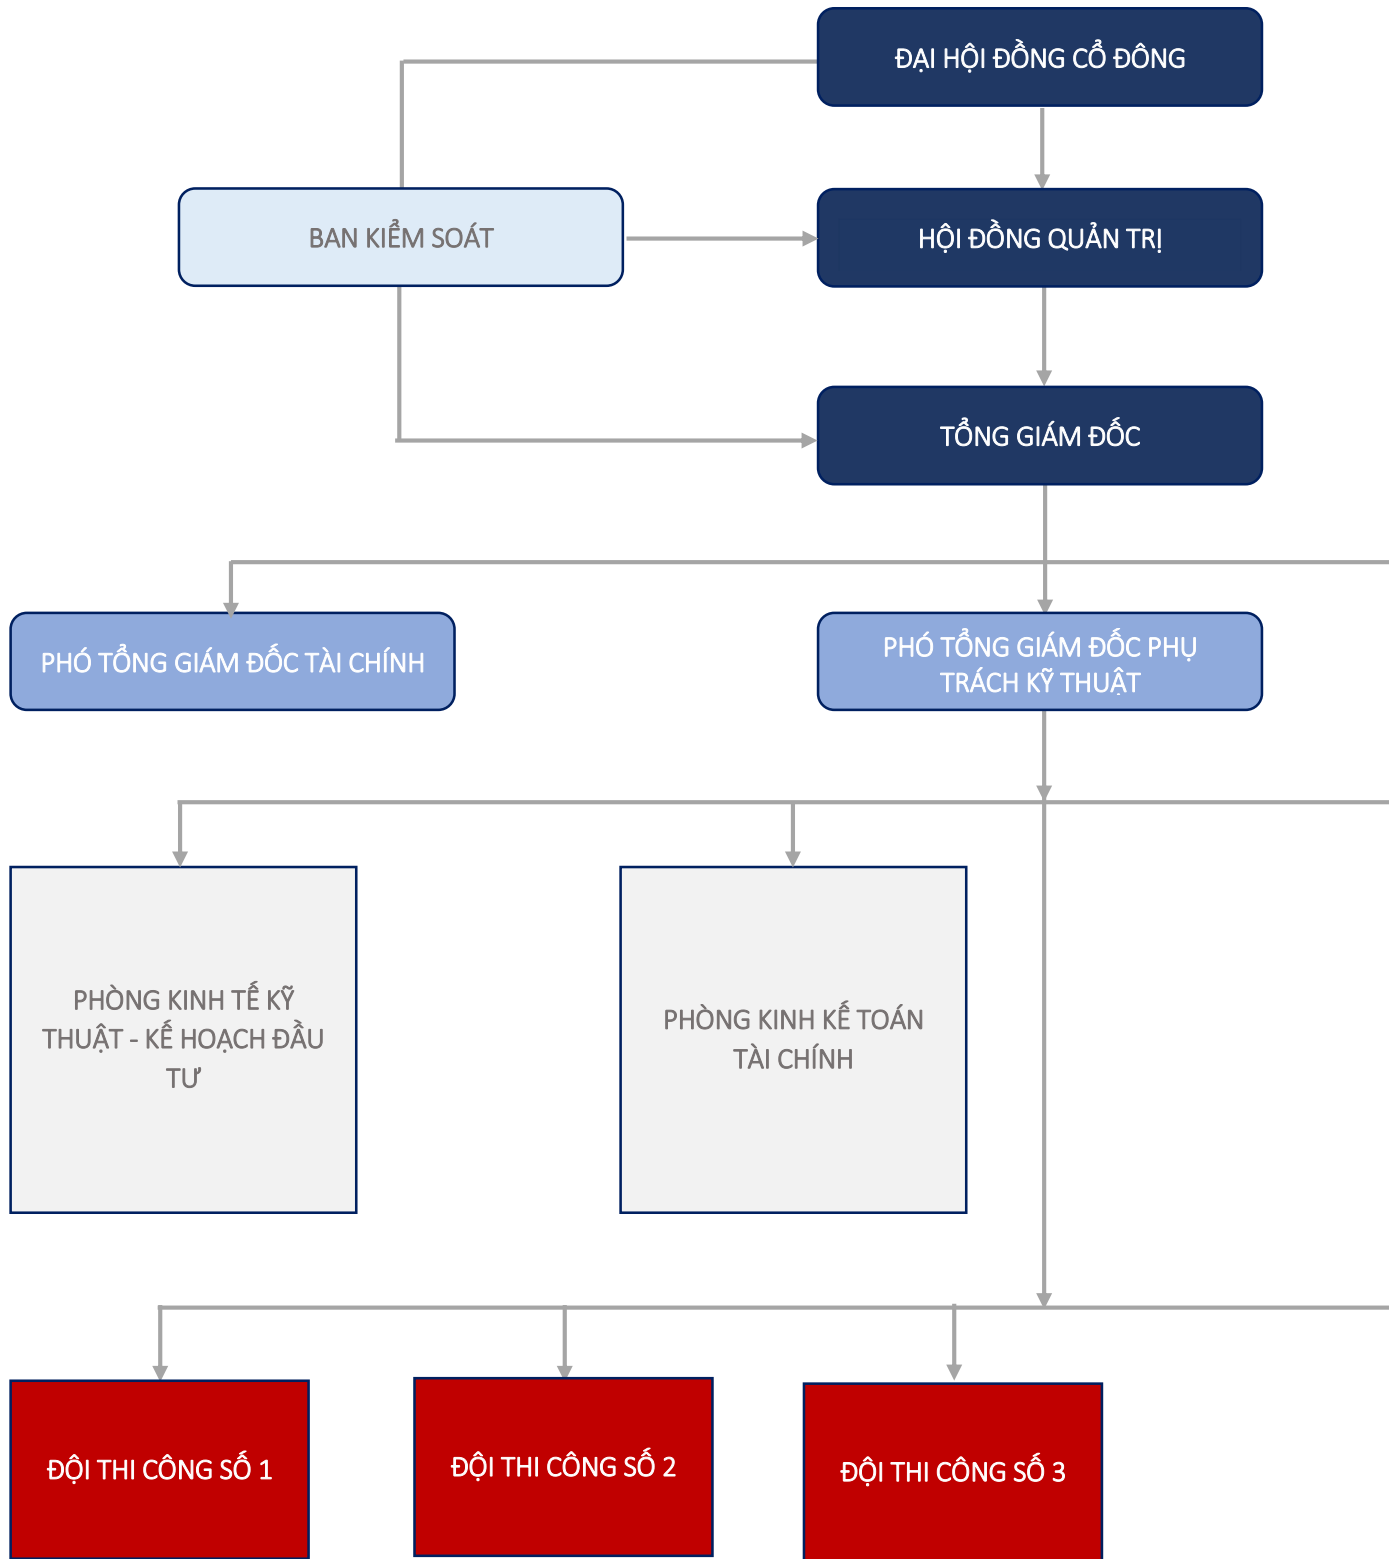 ĐẠI HỘI ĐỒNG CỔ ĐÔNG
BAN KIỂM SOÁT
HỘI ĐỒNG QUẢN TRỊ
TỔNG GIÁM ĐỐC
PHÓ TỔNG GIÁM ĐỐC TÀI CHÍNH
PHÓ TỔNG GIÁM ĐỐC PHỤ
TRÁCH KỸ THUẬT
PHÒNG KINH TẾ KỸ
THUẬT - KẾ HOẠCH ĐẦU
TƯ
PHÒNG KINH KẾ TOÁN
TÀI CHÍNH
ĐỘI THI CÔNG SỐ 1
ĐỘI THI CÔNG SỐ 2
ĐỘI THI CÔNG SỐ 3